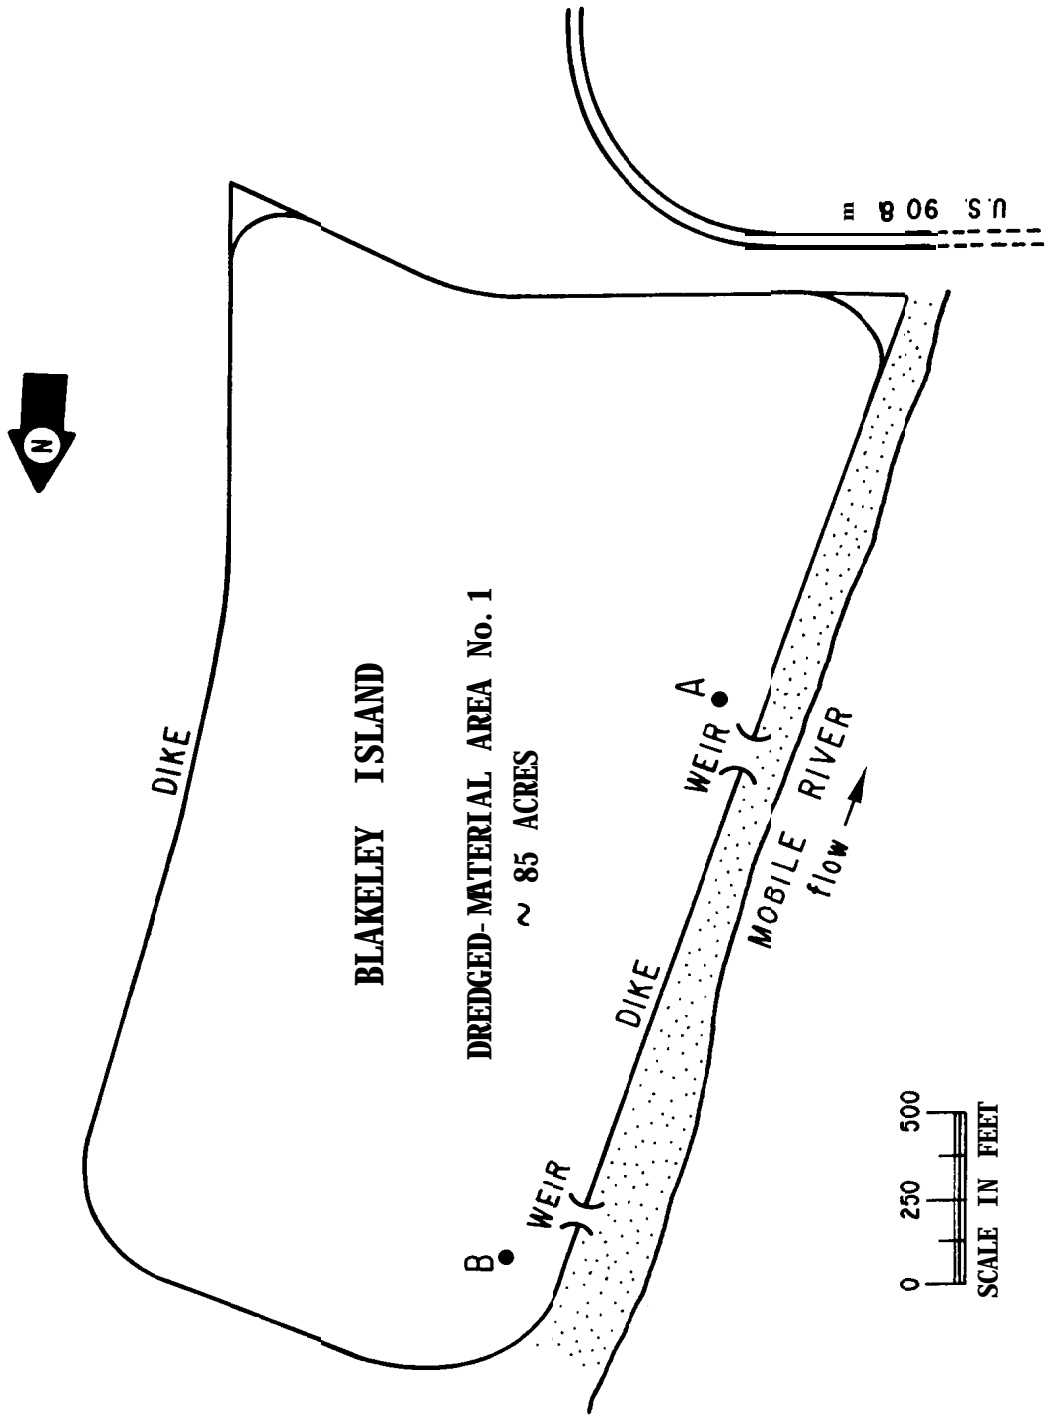 N
U.S. 90 & m
DIKE
BLAKELEY ISLAND
DREDGED-MATERIAL AREA No. 1
~ 85 ACRES
A
WEIR
MOBILE RIVER
flow
DIKE
WEIR
B
0 250 500
SCALE IN FEET